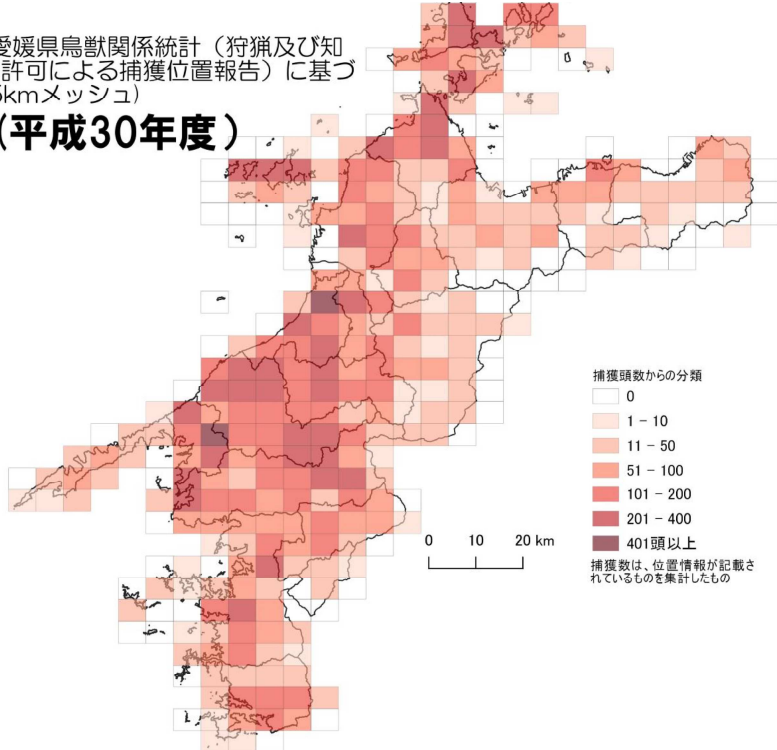 愛媛県鳥獣関係統計（狩猟及び知
許可による捕獲位置報告）に基づ
5kmメッシュ）
(平成30年度)
捕獲頭数からの分類
0
1 - 10
11 - 50
51 - 100
101 - 200
201 - 400
401頭以上
捕獲数は、位置情報が記載さ
れているものを集計したもの
0 10 20 km